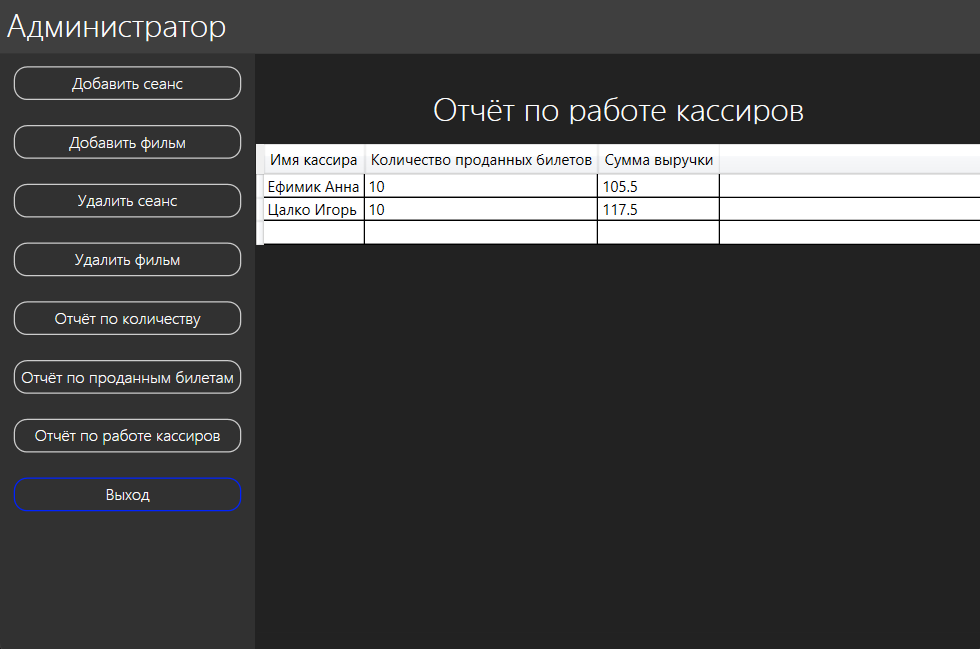 Администратор
Добавить сеанс
Добавить фильм
Удалить сеанс
Удалить фильм
Отчёт по количеству
Отчёт по проданным билетам
Отчёт по работе кассиров
Выход
Отчёт по работе кассиров
Имя кассира Количество проданных билетов Сумма выручки
Ефимик Анна 10 105.5
Цалко Игорь 10 117.5